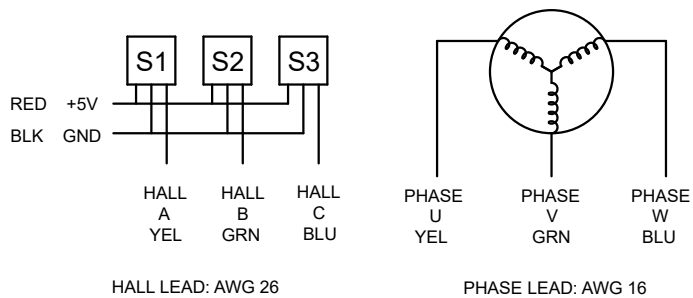 S1 S2 S3
RED +5V
BLK GND
HALL HALL HALL PHASE PHASE PHASE
A B C U V W
YEL GRN BLU YEL GRN BLU
HALL LEAD: AWG 26 PHASE LEAD: AWG 16